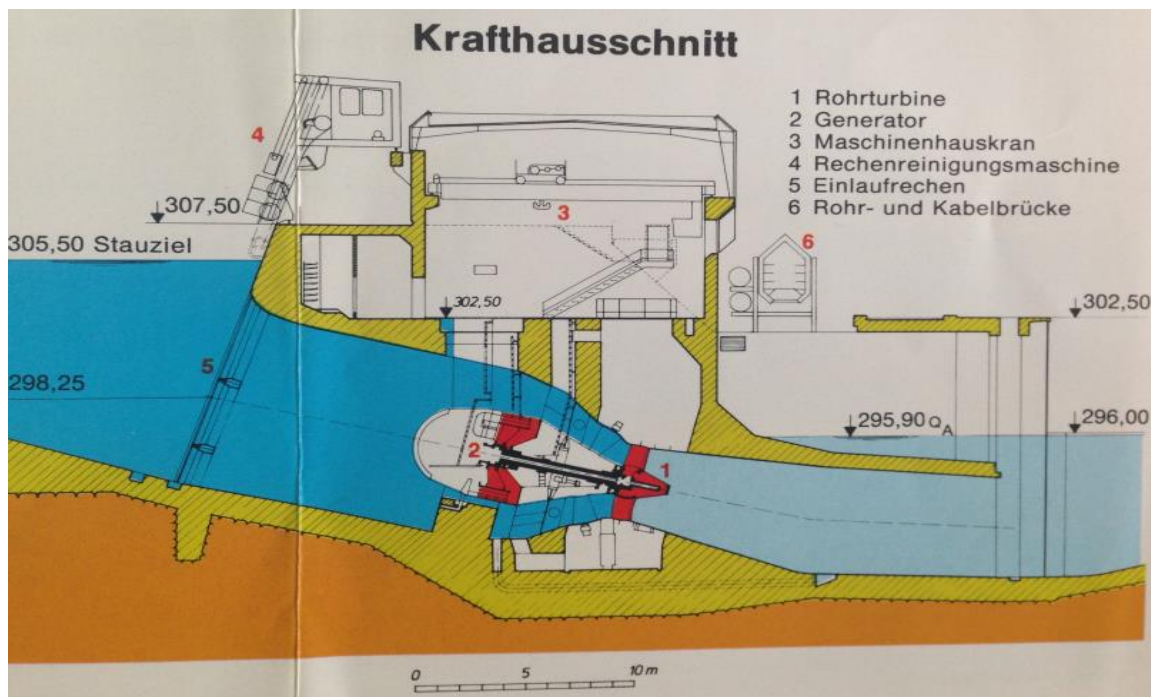 Krafthausschnitt
1 Rohrturbine
2 Generator
3 Maschinenhauskran
4 Rechenreinigungsmaschine
5 Einlaufrechen
6 Rohr- und Kabelbrücke
4
307,50
3
6
305,50 Stauziel
302,50
302,50
5
298,25
295,90 QA
296,00
2
1
0 5 10 m